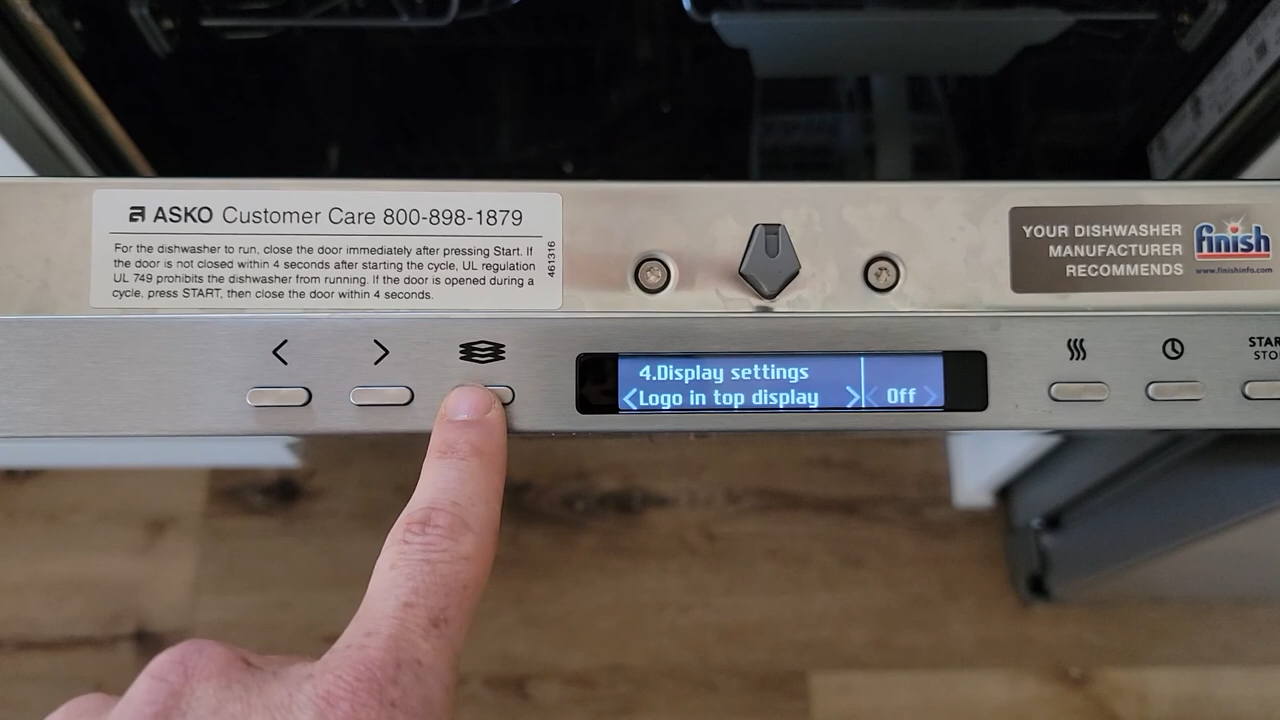 ASKO Customer Care 800-898-1879
For the dishwasher to run, close the door immediately after pressing Start. If
the door is not closed within 4 seconds after starting the cycle, UL regulation
UL 749 prohibits the dishwasher from running. If the door is opened during a
cycle, press START, then close the door within 4 seconds.
461316
YOUR DISHWASHER
MANUFACTURER
RECOMMENDS
finish
www.finishinfo.com
4.Display settings
<Logo in top display > < Off >
STAR
STO